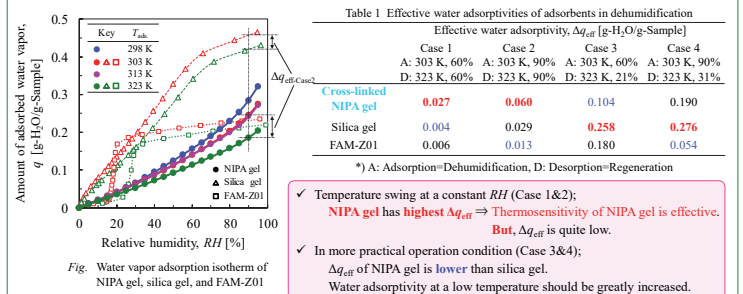 Amount of adsorbed water vapor,
q [g-H₂O/g-Sample]
0.5
0.4
0.3
0.2
0.1
0
0 20 40 60 80 100
Relative humidity, RH [%]
Key T_ads.
298 K
303 K
313 K
323 K
Δq_eff-Case2
NIPA gel
Silica gel
FAM-Z01
Fig. Water vapor adsorption isotherm of
NIPA gel, silica gel, and FAM-Z01
Table 1 Effective water adsorptivities of adsorbents in dehumidification
Effective water adsorptivity, Δq_eff [g-H₂O/g-Sample]
Case 1 Case 2 Case 3 Case 4
A: 303 K, 60% A: 303 K, 90% A: 303 K, 60% A: 303 K, 90%
D: 323 K, 60% D: 323 K, 90% D: 323 K, 21% D: 323 K, 31%
Cross-linked
NIPA gel 0.027 0.060 0.104 0.190
Silica gel 0.004 0.029 0.258 0.276
FAM-Z01 0.006 0.013 0.180 0.054
*) A: Adsorption=Dehumidification, D: Desorption=Regeneration
✓ Temperature swing at a constant RH (Case 1&2);
NIPA gel has highest Δq_eff ⇒ Thermosensitivity of NIPA gel is effective.
But, Δq_eff is quite low.
✓ In more practical operation condition (Case 3&4);
Δq_eff of NIPA gel is lower than silica gel.
Water adsorptivity at a low temperature should be greatly increased.